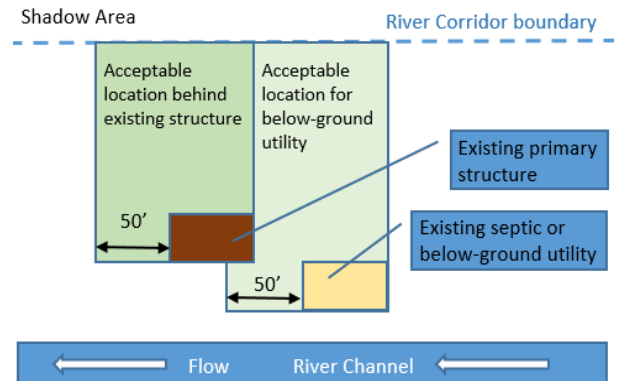 Shadow Area
River Corridor boundary
Acceptable
location behind
existing structure
Acceptable
location for
below-ground
utility
Existing primary
structure
50’
Existing septic or
below-ground utility
50’
Flow
River Channel